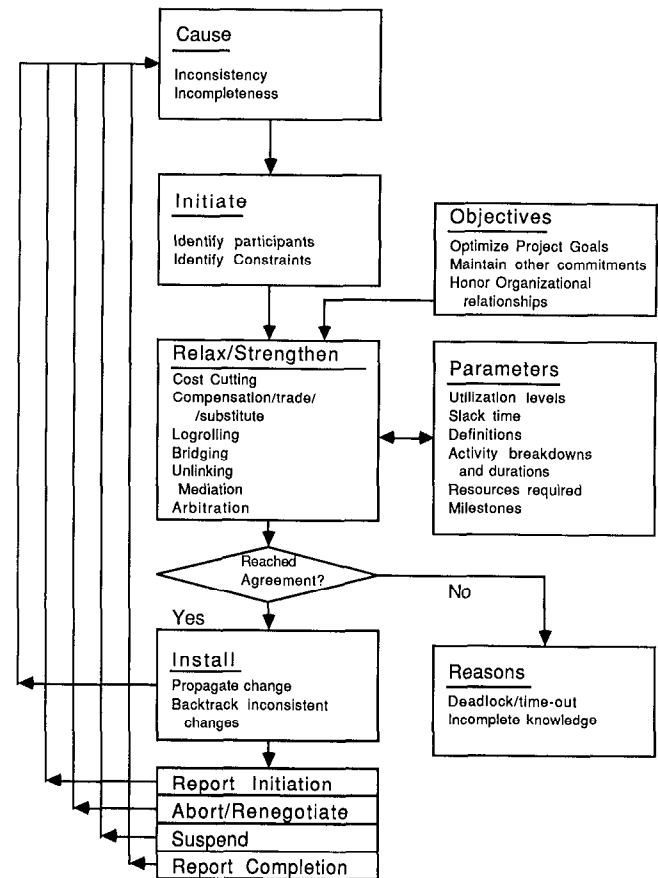 Cause
Inconsistency
Incompleteness
Initiate
Identify participants
Identify Constraints
Objectives
Optimize Project Goals
Maintain other commitments
Honor Organizational
relationships
Relax/Strengthen
Cost Cutting
Compensation/trade/
/substitute
Logrolling
Bridging
Unlinking
Mediation
Arbitration
Parameters
Utilization levels
Slack time
Definitions
Activity breakdowns
and durations
Resources required
Milestones
Reached
Agreement?
No
Yes
Install
Propagate change
Backtrack inconsistent
changes
Reasons
Deadlock/time-out
Incomplete knowledge
Report Initiation
Abort/Renegotiate
Suspend
Report Completion